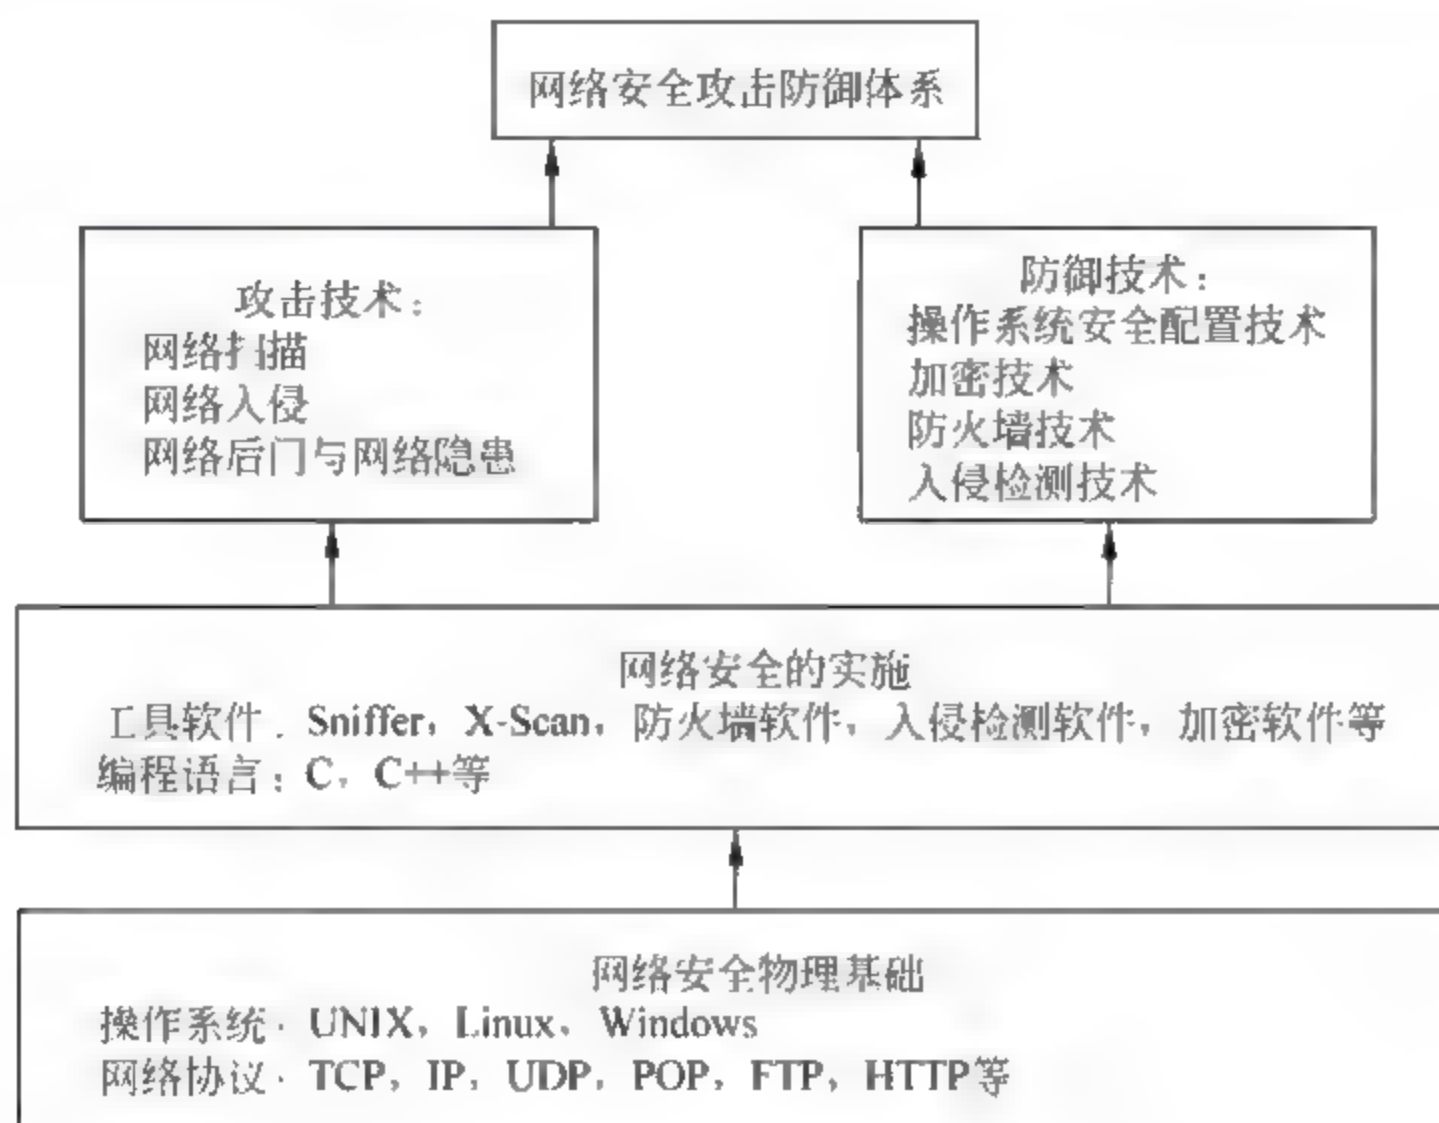 网络安全攻击防御体系
攻击技术：
网络扫描
网络入侵
网络后门与网络隐患
防御技术：
操作系统安全配置技术
加密技术
防火墙技术
入侵检测技术
网络安全的实施
工具软件：Sniffer，X-Scan，防火墙软件，入侵检测软件，加密软件等
编程语言：C，C++等
网络安全物理基础
操作系统：UNIX，Linux，Windows
网络协议：TCP，IP，UDP，POP，FTP，HTTP等